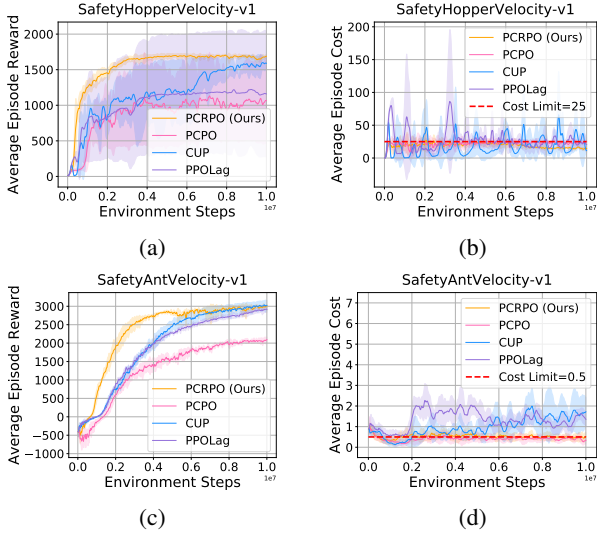 SafetyHopperVelocity-v1
Average Episode Reward
2000
1500
1000
500
0
PCRPO (Ours)
PCPO
CUP
PPOLag
0.0 0.2 0.4 0.6 0.8 1.0
Environment Steps
1e7
(a)
SafetyHopperVelocity-v1
Average Episode Cost
200
150
100
50
0
PCRPO (Ours)
PCPO
CUP
PPOLag
Cost Limit=25
0.0 0.2 0.4 0.6 0.8 1.0
Environment Steps
1e7
(b)
SafetyAntVelocity-v1
Average Episode Reward
3000
2500
2000
1500
1000
500
0
−500
−1000
PCRPO (Ours)
PCPO
CUP
PPOLag
0.0 0.2 0.4 0.6 0.8 1.0
Environment Steps
1e7
(c)
SafetyAntVelocity-v1
Average Episode Cost
7
6
5
4
3
2
1
0
PCRPO (Ours)
PCPO
CUP
PPOLag
Cost Limit=0.5
0.0 0.2 0.4 0.6 0.8 1.0
Environment Steps
1e7
(d)